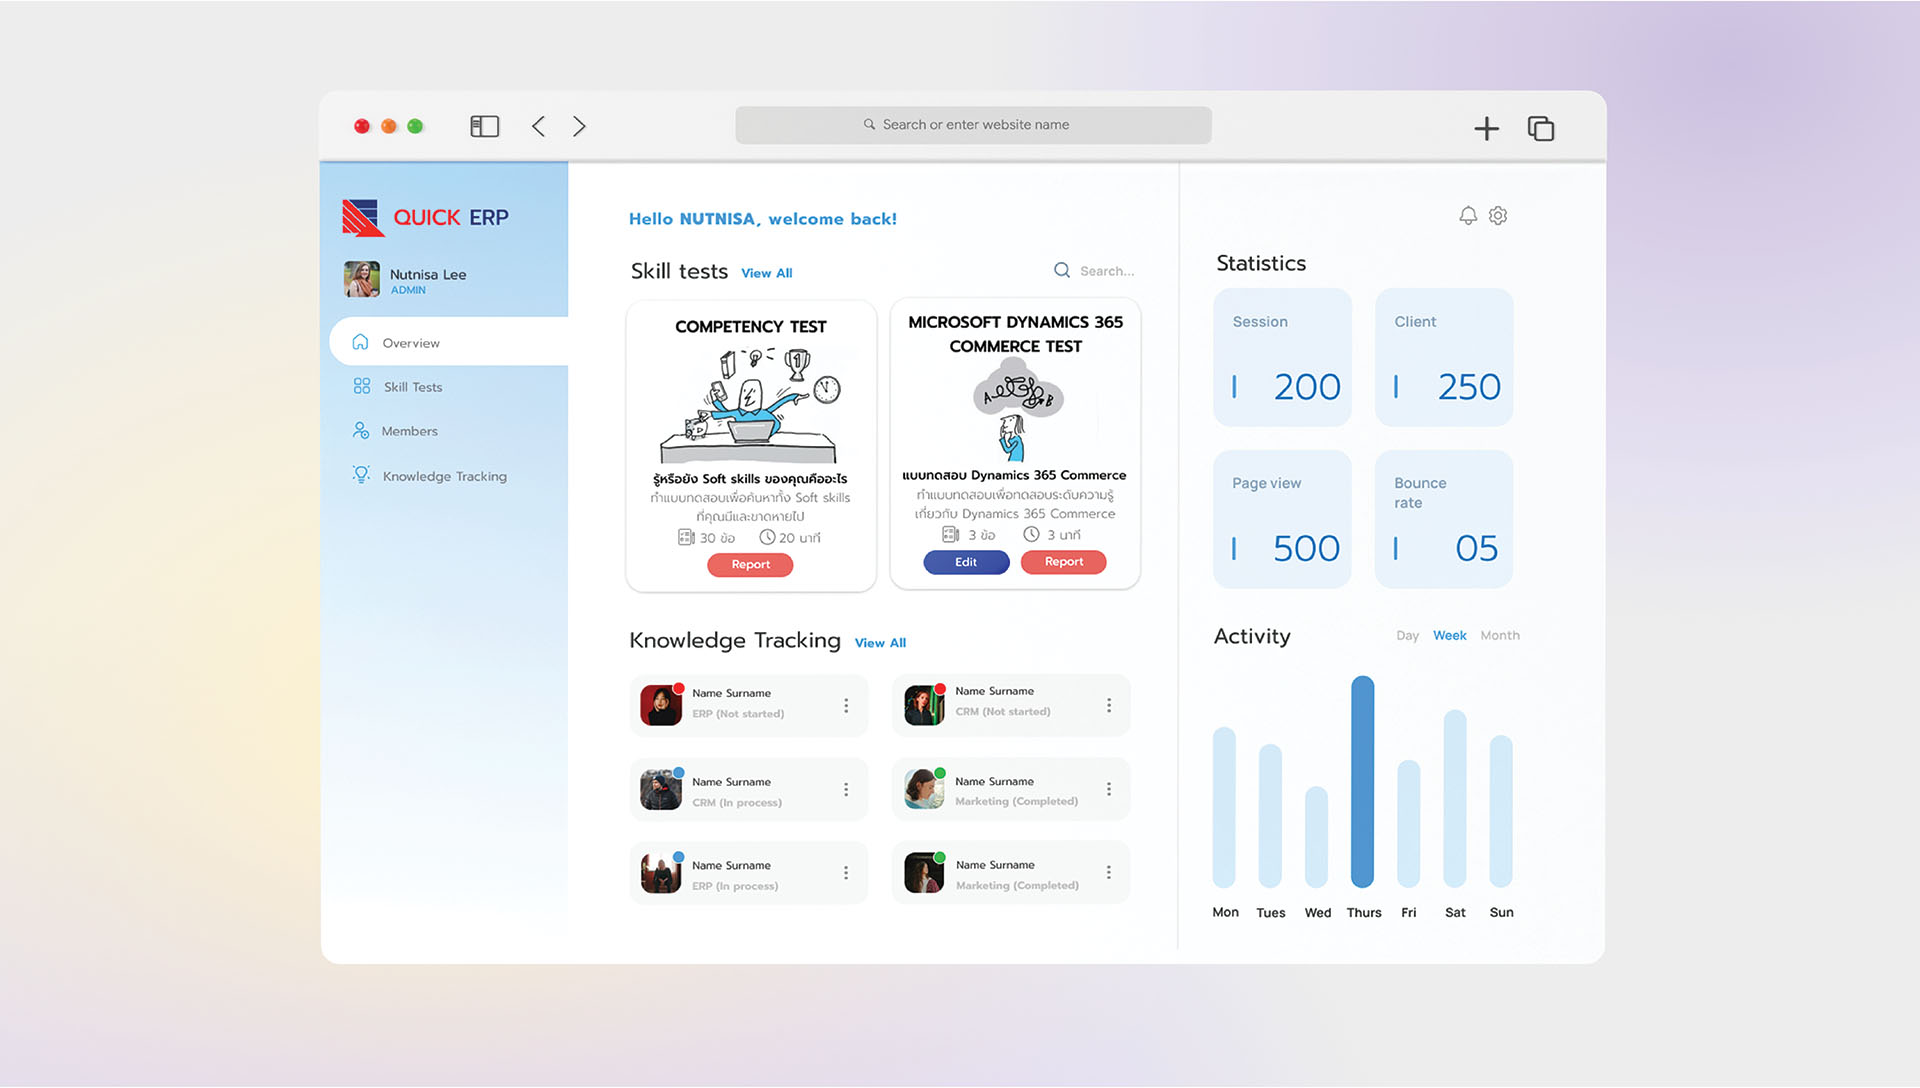 Search or enter website name
QUICK ERP
Nutnisa Lee
ADMIN
Overview
Skill Tests
Members
Knowledge Tracking
Hello NUTNISA, welcome back!
Skill tests View All
Search...
COMPETENCY TEST
1
รู้หรือยัง Soft skills ของคุณคืออะไร
ทำแบบทดสอบเพื่อค้นหาทั้ง Soft skills
ที่คุณมีและขาดหายไป
30 ข้อ 20 นาที
Report
MICROSOFT DYNAMICS 365
COMMERCE TEST
A B
แบบทดสอบ Dynamics 365 Commerce
ทำแบบทดสอบเพื่อทดสอบระดับความรู้
เกี่ยวกับ Dynamics 365 Commerce
3 ข้อ 3 นาที
Edit Report
Knowledge Tracking View All
Name Surname
ERP (Not started)
Name Surname
CRM (Not started)
Name Surname
CRM (In process)
Name Surname
Marketing (Completed)
Name Surname
ERP (In process)
Name Surname
Marketing (Completed)
Statistics
Session
200
Client
250
Page view
500
Bounce
rate
05
Activity
Day Week Month
Mon Tues Wed Thurs Fri Sat Sun